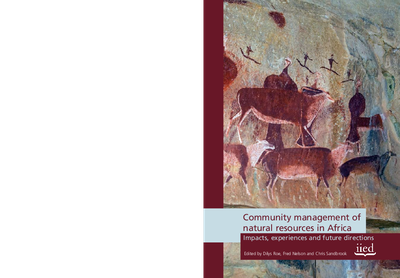 Community management of
natural resources in Africa
Impacts, experiences and future directions
iied
Edited by Dilys Roe, Fred Nelson and Chris Sandbrook